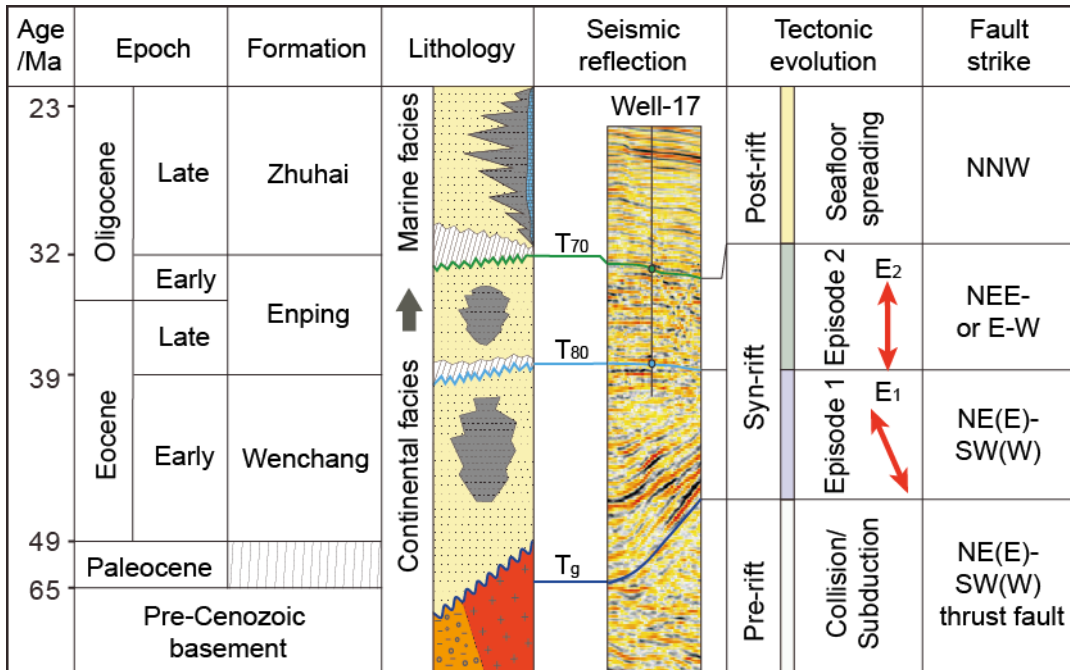 Age
/Ma
Epoch
Formation
Lithology
Seismic
reflection
Tectonic
evolution
Fault
strike
23
32
39
49
65
Oligocene
Eocene
Late
Early
Late
Early
Paleocene
Pre-Cenozoic
basement
Zhuhai
Enping
Wenchang
Marine facies
Continental facies
Well-17
T70
T80
Tg
Post-rift
Syn-rift
Pre-rift
Seafloor
spreading
Episode 2
E2
Episode 1
E1
Collision/
Subduction
NNW
NEE-
or E-W
NE(E)-
SW(W)
NE(E)-
SW(W)
thrust fault